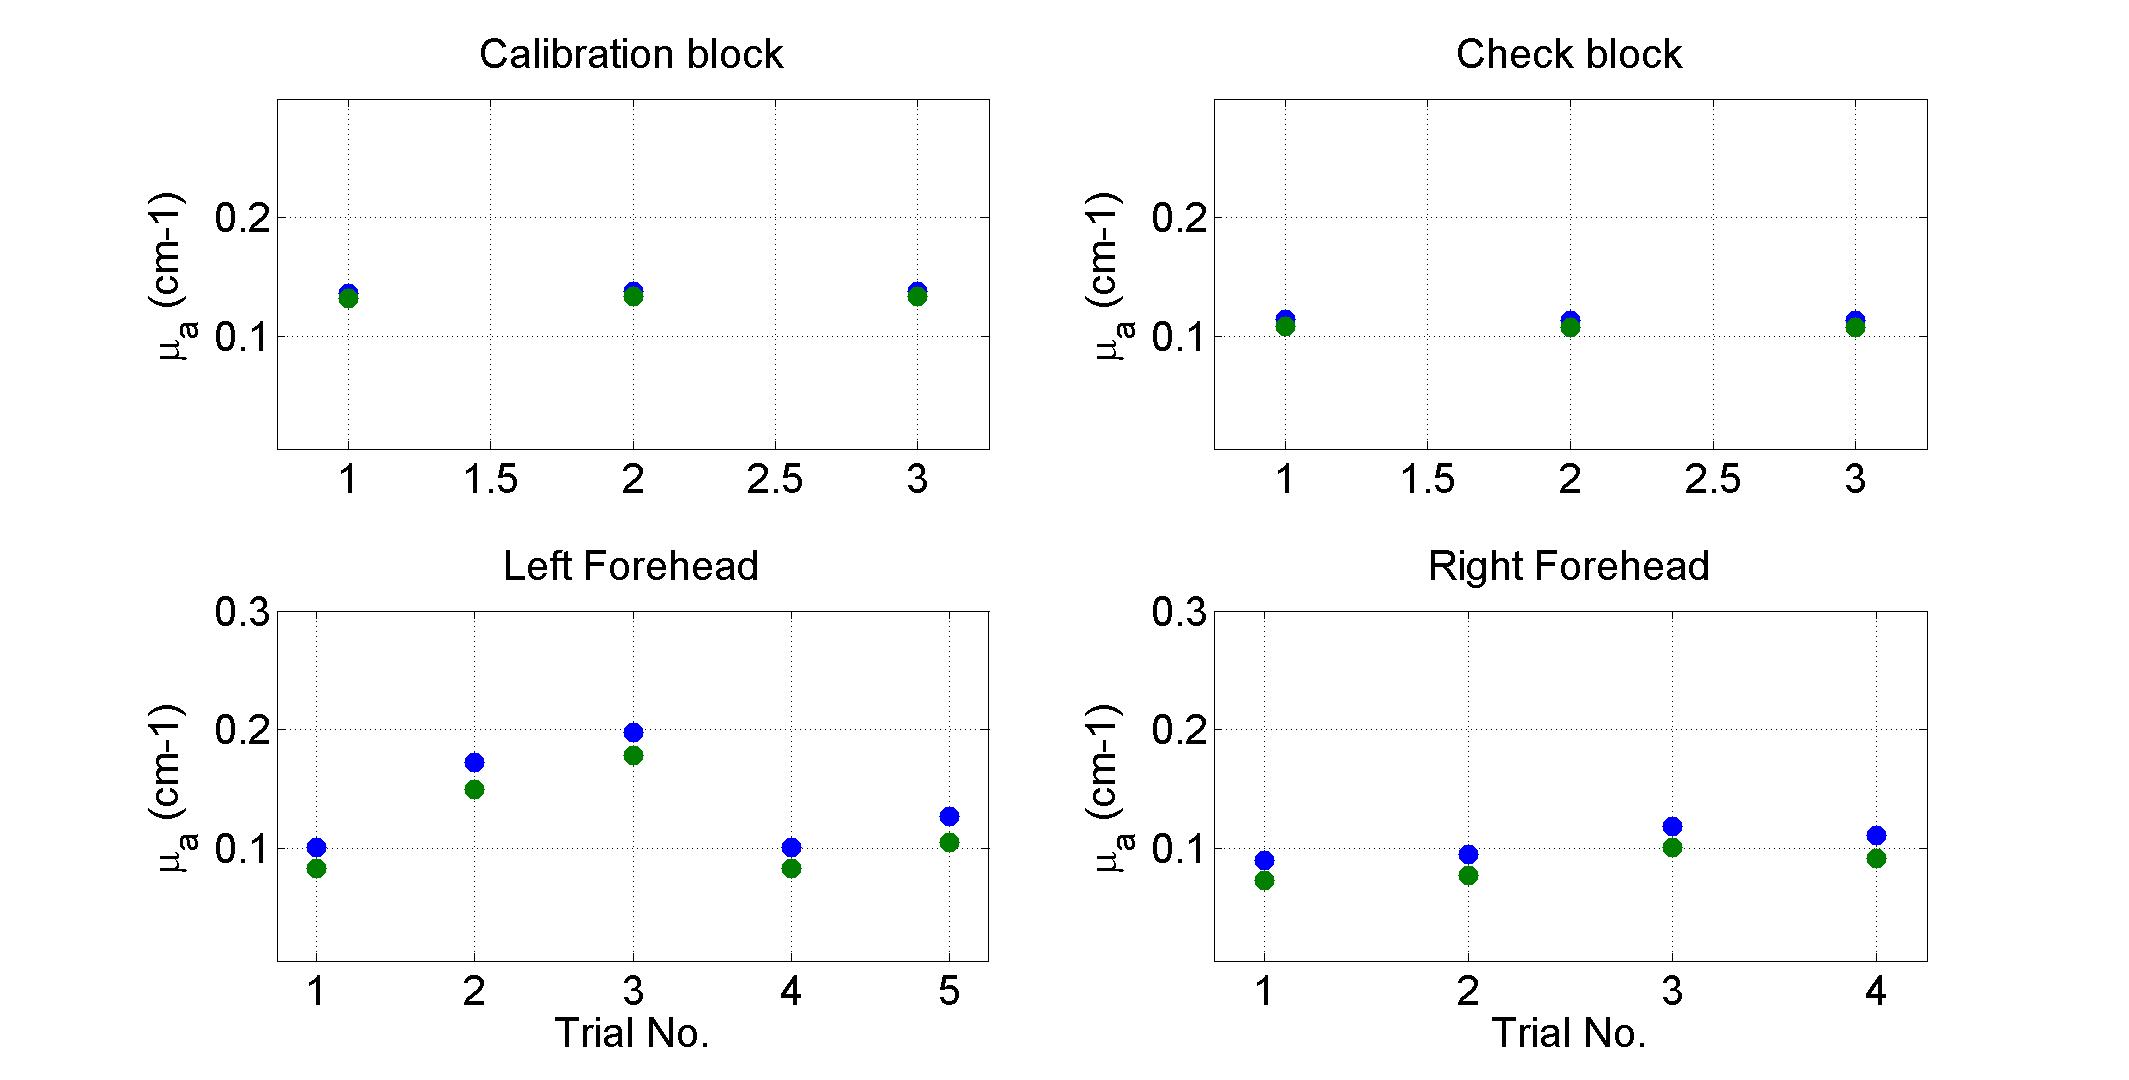 Calibration block
μa (cm-1)
0.2
0.1
1 1.5 2 2.5 3
Check block
μa (cm-1)
0.2
0.1
1 1.5 2 2.5 3
Left Forehead
μa (cm-1)
0.3
0.2
0.1
1 2 3 4 5
Trial No.
Right Forehead
μa (cm-1)
0.3
0.2
0.1
1 2 3 4
Trial No.